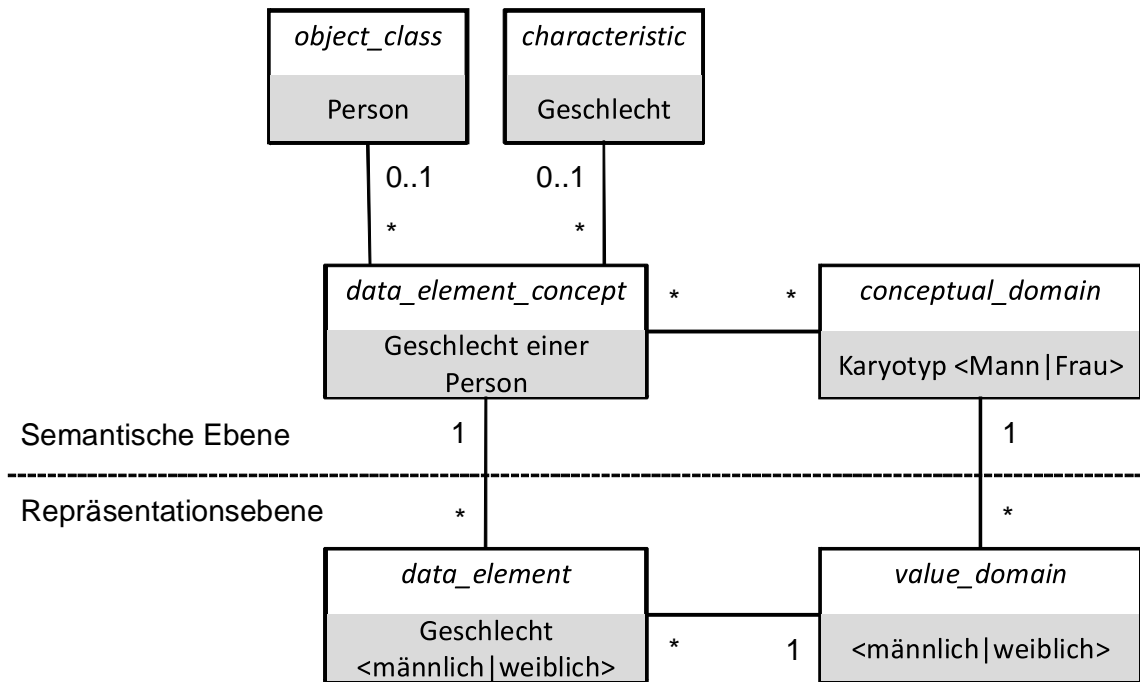 object_class
characteristic
Person
Geschlecht
0..1
0..1
*
*
data_element_concept
*
*
conceptual_domain
Geschlecht einer
Person
Karyotyp <Mann|Frau>
Semantische Ebene
1
1
Repräsentationsebene
*
*
data_element
value_domain
Geschlecht
<männlich|weiblich>
*
1
<männlich|weiblich>